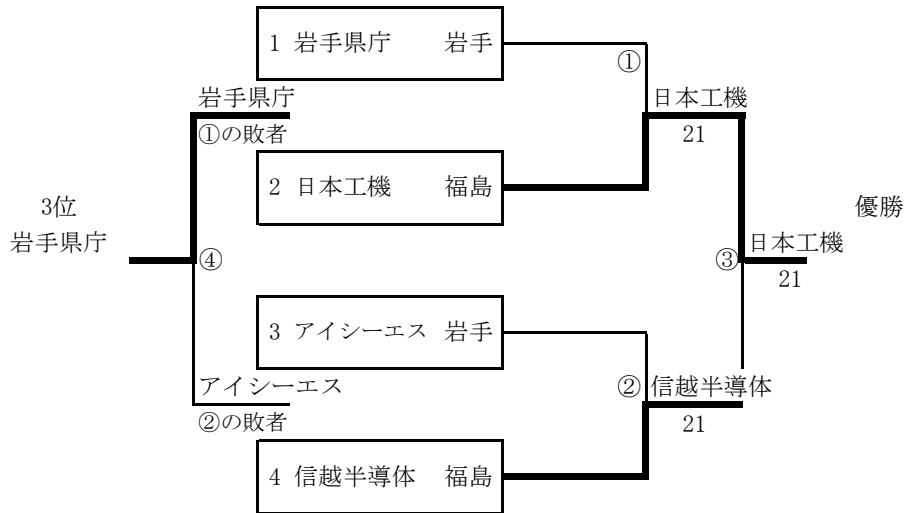 1 岩手県庁 岩手
①
岩手県庁
日本工機
①の敗者
21
2 日本工機 福島
3位
優勝
岩手県庁
④
③
日本工機
21
3 アイシーエス 岩手
アイシーエス
②
信越半導体
②の敗者
21
4 信越半導体 福島